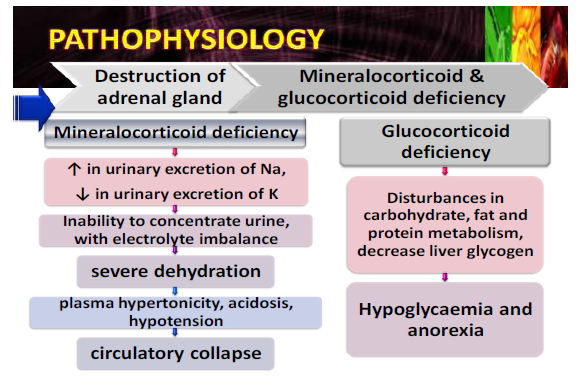 PATHOPHYSIOLOGY
Destruction of
adrenal gland
Mineralocorticoid &
glucocorticoid deficiency
Mineralocorticoid deficiency
↑ in urinary excretion of Na,
↓ in urinary excretion of K
Inability to concentrate urine,
with electrolyte imbalance
severe dehydration
plasma hypertonicity, acidosis,
hypotension
circulatory collapse
Glucocorticoid
deficiency
Disturbances in
carbohydrate, fat and
protein metabolism,
decrease liver glycogen
Hypoglycaemia and
anorexia